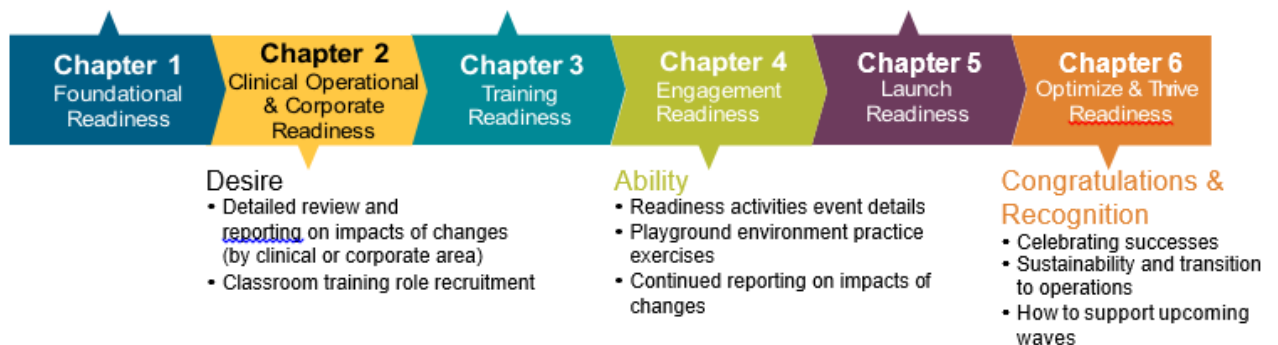 Chapter 1
Foundational
Readiness
Chapter 2
Clinical Operational
& Corporate
Readiness
Chapter 3
Training
Readiness
Chapter 4
Engagement
Readiness
Chapter 5
Launch
Readiness
Chapter 6
Optimize & Thrive
Readiness
Desire
• Detailed review and
reporting on impacts of changes
(by clinical or corporate area)
• Classroom training role recruitment
Ability
• Readiness activities event details
• Playground environment practice
exercises
• Continued reporting on impacts of
changes
Congratulations &
Recognition
• Celebrating successes
• Sustainability and transition
to operations
• How to support upcoming
waves